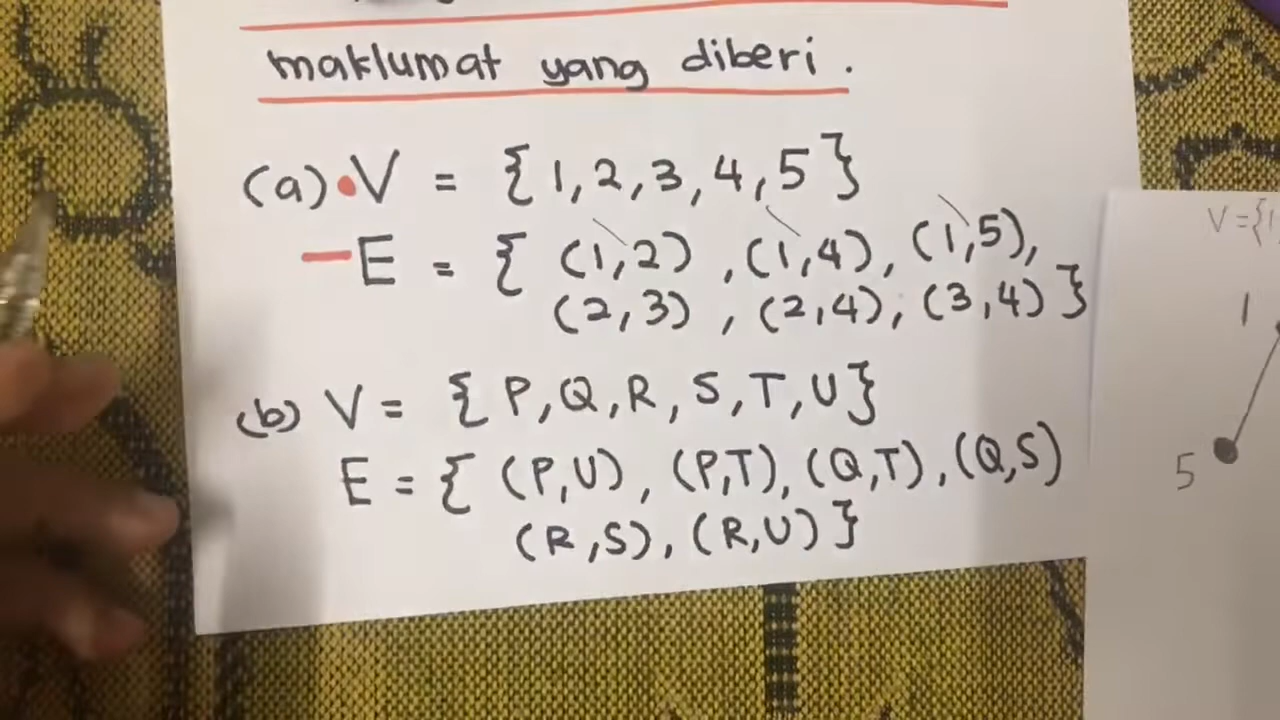 maklumat yang diberi.
(a) • V = {1,2,3,4,5}
– E = { (1,2), (1,4), (1,5),
(2,3), (2,4), (3,4) }
(b) V = {P,Q,R,S,T,U}
E = { (P,U), (P,T), (Q,T), (Q,S)
(R,S), (R,U) }
V={1,
1
5